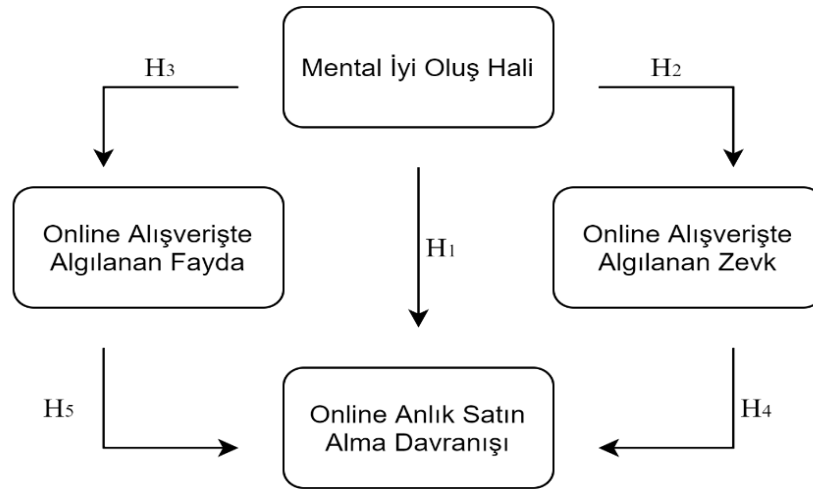 Mental İyi Oluş Hali
H3
H2
Online Alışverişte
Algılanan Fayda
H1
Online Alışverişte
Algılanan Zevk
H5
Online Anlık Satın
Alma Davranışı
H4